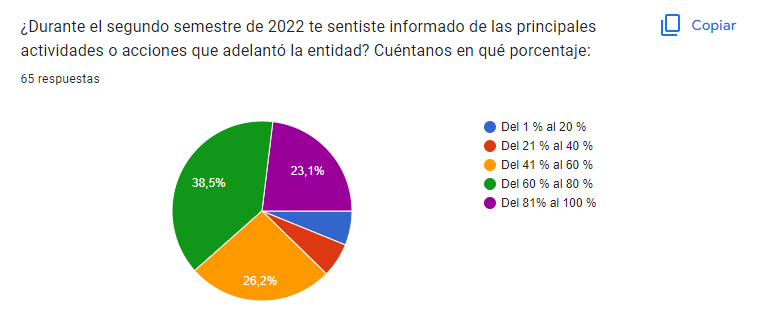 ¿Durante el segundo semestre de 2022 te sentiste informado de las principales
actividades o acciones que adelantó la entidad? Cuéntanos en qué porcentaje:
Copiar
65 respuestas
38,5%
23,1%
26,2%
Del 1 % al 20 %
Del 21 % al 40 %
Del 41 % al 60 %
Del 60 % al 80 %
Del 81% al 100 %